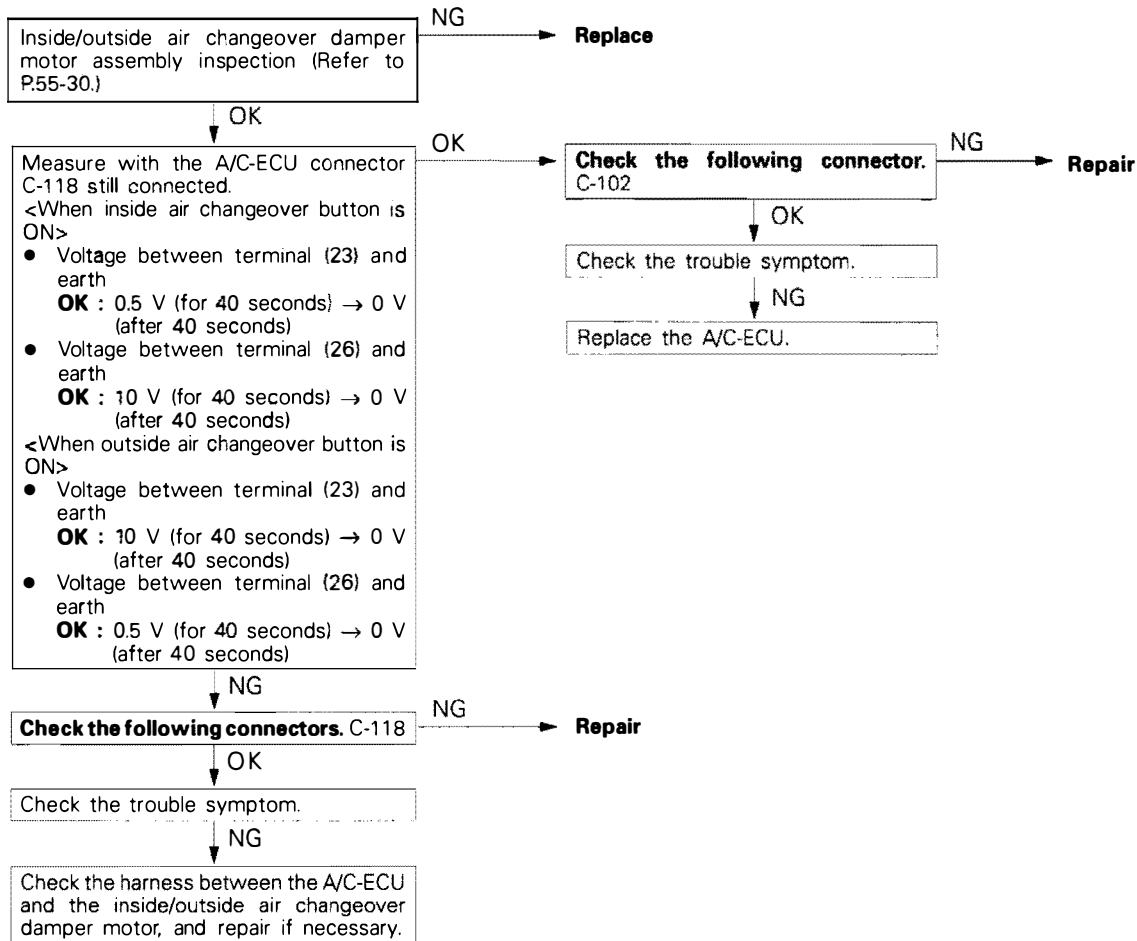 Inside/outside air changeover damper
motor assembly inspection (Refer to
P.55-30.)
NG
Replace
OK
Measure with the A/C-ECU connector
C-118 still connected.
<When inside air changeover button is
ON>
● Voltage between terminal (23) and
earth
OK : 0.5 V (for 40 seconds) → 0 V
(after 40 seconds)
● Voltage between terminal (26) and
earth
OK : 10 V (for 40 seconds) → 0 V
(after 40 seconds)
<When outside air changeover button is
ON>
● Voltage between terminal (23) and
earth
OK : 10 V (for 40 seconds) → 0 V
(after 40 seconds)
● Voltage between terminal (26) and
earth
OK : 0.5 V (for 40 seconds) → 0 V
(after 40 seconds)
OK
Check the following connector.
C-102
NG
Repair
OK
Check the trouble symptom.
NG
Replace the A/C-ECU.
NG
Check the following connectors. C-118
NG
Repair
OK
Check the trouble symptom.
NG
Check the harness between the A/C-ECU
and the inside/outside air changeover
damper motor, and repair if necessary.